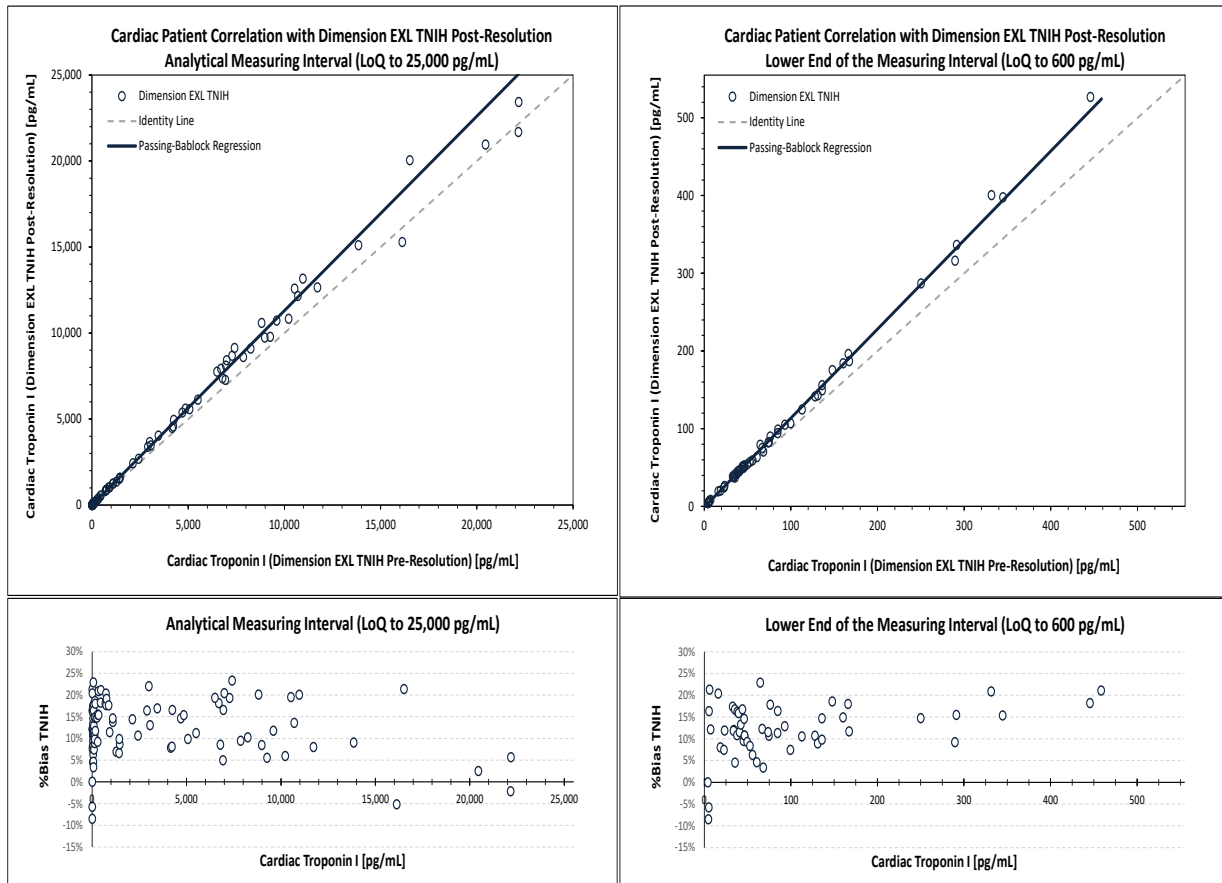 Cardiac Patient Correlation with Dimension EXL TNIH Post-Resolution
Analytical Measuring Interval (LoQ to 25,000 pg/mL)
Cardiac Troponin I (Dimension EXL TNIH Post-Resolution) [pg/mL]
25,000
20,000
15,000
10,000
5,000
0
Dimension EXL TNIH
Identity Line
Passing-Bablock Regression
0
5,000
10,000
15,000
20,000
25,000
Cardiac Troponin I (Dimension EXL TNIH Pre-Resolution) [pg/mL]
Cardiac Patient Correlation with Dimension EXL TNIH Post-Resolution
Lower End of the Measuring Interval (LoQ to 600 pg/mL)
Cardiac Troponin I (Dimension EXL TNIH Post-Resolution) [pg/mL]
500
400
300
200
100
0
Dimension EXL TNIH
Identity Line
Passing-Bablock Regression
0
100
200
300
400
500
Cardiac Troponin I (Dimension EXL TNIH Pre-Resolution) [pg/mL]
Analytical Measuring Interval (LoQ to 25,000 pg/mL)
%Bias TNIH
30%
25%
20%
15%
10%
5%
0%
-5%
-10%
-15%
0
5,000
10,000
15,000
20,000
25,000
Cardiac Troponin I [pg/mL]
Lower End of the Measuring Interval (LoQ to 600 pg/mL)
%Bias TNIH
30%
25%
20%
15%
10%
5%
0%
-5%
-10%
-15%
0
100
200
300
400
500
Cardiac Troponin I [pg/mL]